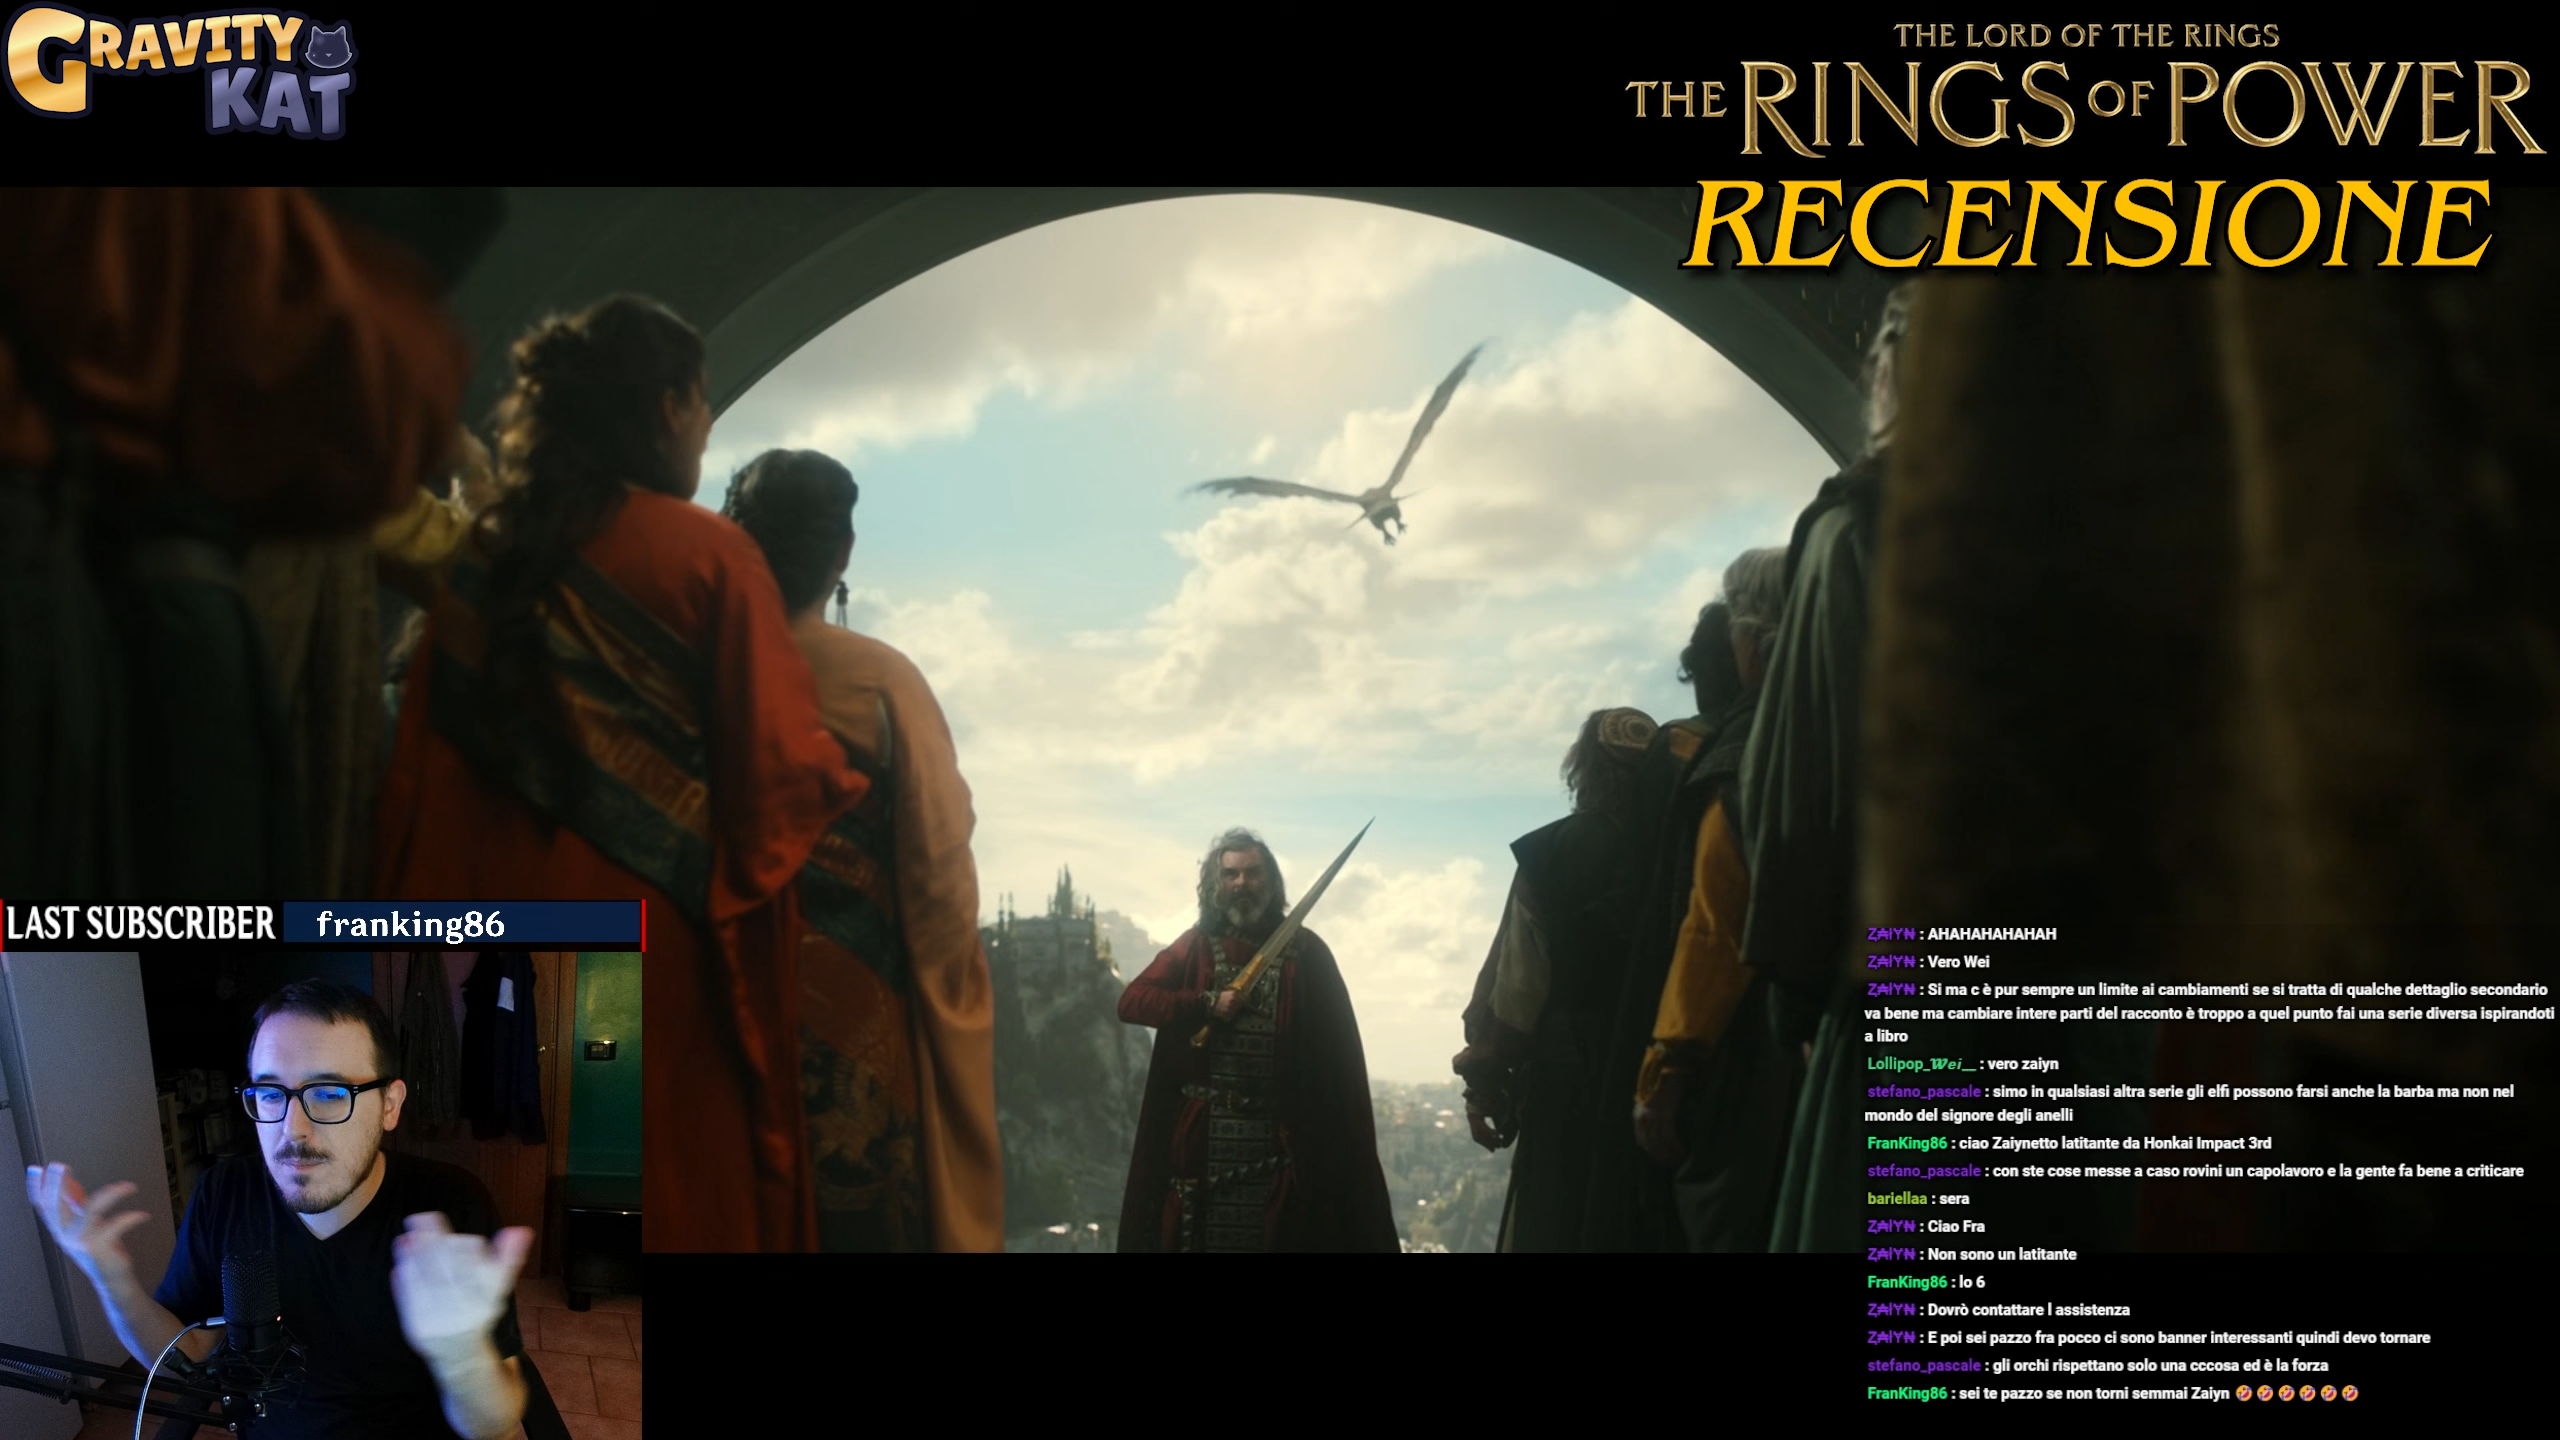 GRAVITY
KAT
THE LORD OF THE RINGS
THE RINGS OF POWER
RECENSIONE
LAST SUBSCRIBER franking86
ZAIYN : AHAHAHAHAHAH
ZAIYN : Vero Wei
ZAIYN : Si ma c è pur sempre un limite ai cambiamenti se si tratta di qualche dettaglio secondario
va bene ma cambiare intere parti del racconto è troppo a quel punto fai una serie diversa ispirandoti
a libro
Lollipop_𝓦𝓮𝓲__ : vero zaiyn
stefano_pascale : simo in qualsiasi altra serie gli elfi possono farsi anche la barba ma non nel
mondo del signore degli anelli
FranKing86 : ciao Zaiynetto latitante da Honkai Impact 3rd
stefano_pascale : con ste cose messe a caso rovini un capolavoro e la gente fa bene a criticare
bariellaa : sera
ZAIYN : Ciao Fra
ZAIYN : Non sono un latitante
FranKing86 : lo 6
ZAIYN : Dovrò contattare l assistenza
ZAIYN : E poi sei pazzo fra pocco ci sono banner interessanti quindi devo tornare
stefano_pascale : gli orchi rispettano solo una cccosa ed è la forza
FranKing86 : sei te pazzo se non torni semmai Zaiyn 🤣🤣🤣🤣🤣🤣